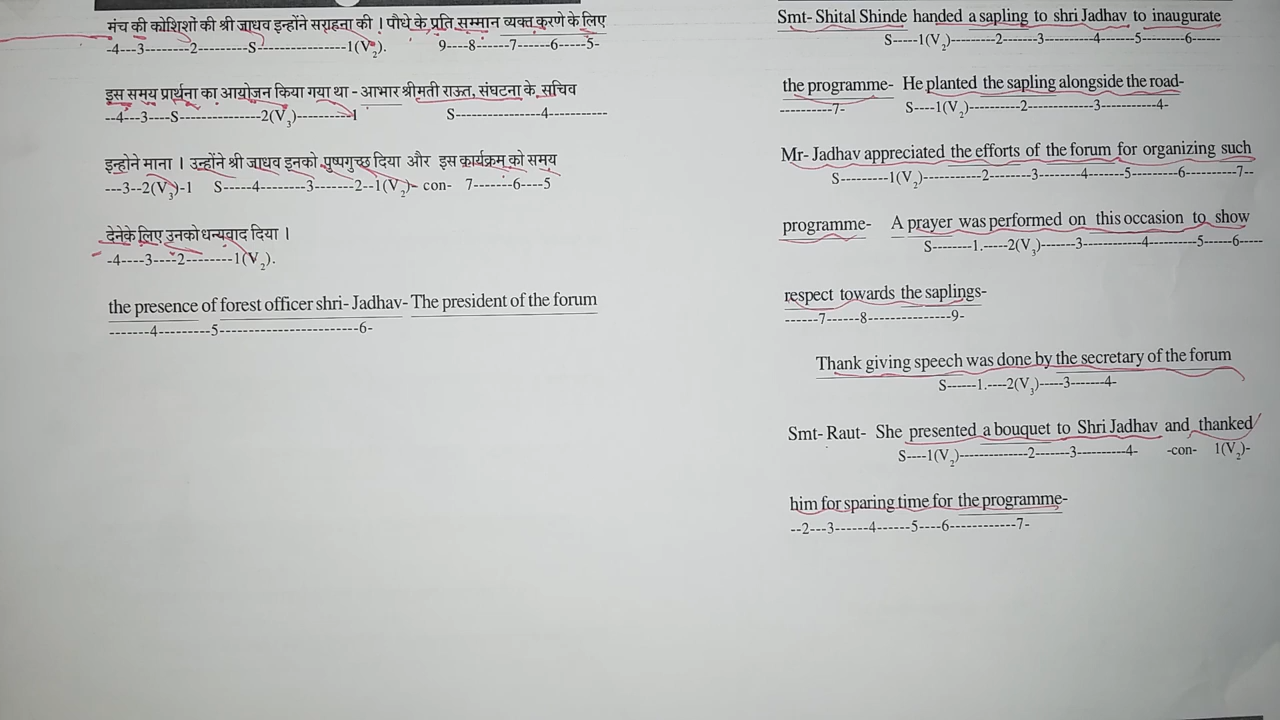 मंच की कोशिशों की श्री जाधव इन्होंने सराहना की । पौधे के प्रति सम्मान व्यक्त करणे के लिए
-4---3--------2---------S----------------1(V2). 9----8------7------6-----5-
इस समय प्रार्थना का आयोजन किया गया था - आभार श्रीमती राऊत, संघटना के सचिव
--4---3----S---------------2(V3)---------1 S----------------4-----------
इन्होने माना । उन्होंने श्री जाधव इनको पुष्पगुच्छ दिया और इस कार्यक्रम को समय
---3--2(V3)-1 S-----4--------3-------2--1(V2)- con- 7-------6----5
देनेके लिए उनको धन्यवाद दिया ।
-4----3----2--------1(V2).
the presence of forest officer shri- Jadhav- The president of the forum
-------4---------5------------------------6-
Smt- Shital Shinde handed a sapling to shri Jadhav to inaugurate
S-----1(V2)---------2------3---------4-----5-------6-----
the programme- He planted the sapling alongside the road-
----------7- S----1(V2)---------2-----------3----------4-
Mr- Jadhav appreciated the efforts of the forum for organizing such
S---------1(V2)------------2-------3--------4------5--------6----------7--
programme- A prayer was performed on this occasion to show
S--------1.-----2(V3)------3------------4---------5------6-----
respect towards the saplings-
------7------8---------------9-
Thank giving speech was done by the secretary of the forum
S------1.----2(V3)-----3-------4-
Smt- Raut- She presented a bouquet to Shri Jadhav and thanked
S----1(V2)--------------2-------3----------4- -con- 1(V2)-
him for sparing time for the programme-
--2---3------4------5----6------------7-